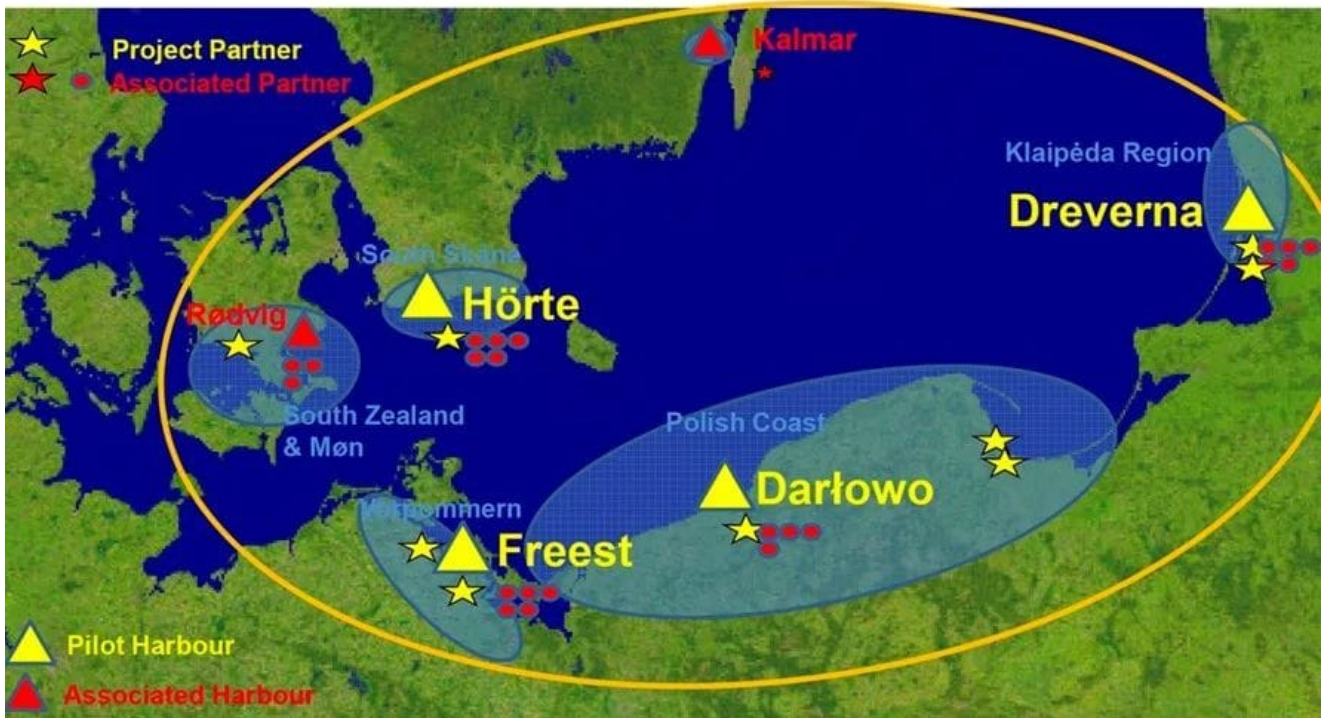 Project Partner
Associated Partner
Kalmar
Klaipėda Region
Dreverna
South Skåne
Hörte
Rødvig
South Zealand
& Møn
Polish Coast
Darłowo
Vorpommern
Freest
Pilot Harbour
Associated Harbour